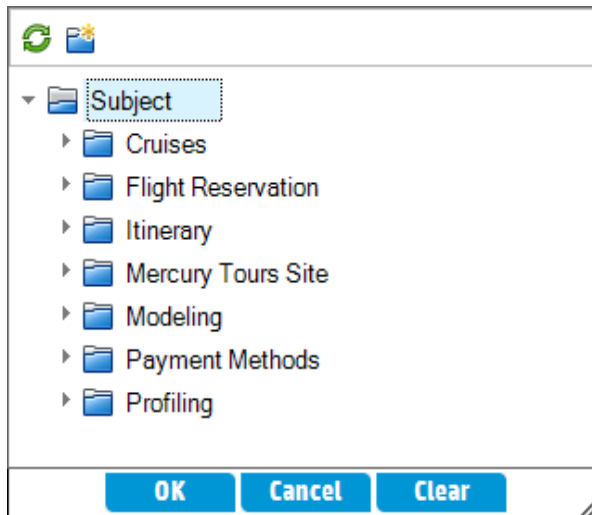 Subject
Cruises
Flight Reservation
Itinerary
Mercury Tours Site
Modeling
Payment Methods
Profiling
OK Cancel Clear